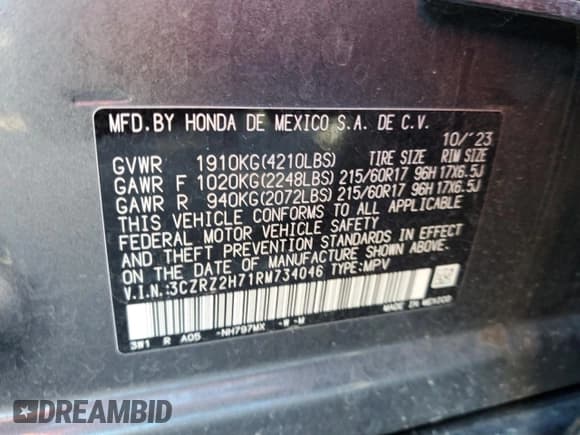 MFD.BY HONDA DE MEXICO S.A. DE C.V.
10/'23
GVWR 1910KG(4210LBS) TIRE SIZE RIM SIZE
GAWR F 1020KG(2248LBS) 215/60R17 96H 17X6.5J
GAWR R 940KG(2072LBS) 215/60R17 96H 17X6.5J
THIS VEHICLE CONFORMS TO ALL APPLICABLE
FEDERAL MOTOR VEHICLE SAFETY
AND THEFT PREVENTION STANDARDS IN EFFECT
ON THE DATE OF MANUFACTURE SHOWN ABOVE.
V.I.N.:3CZRZ2H71RM734046 TYPE:MPV
3W1 R A05 -NH797MX -W -M MADE IN MEXICO
DREAMBID